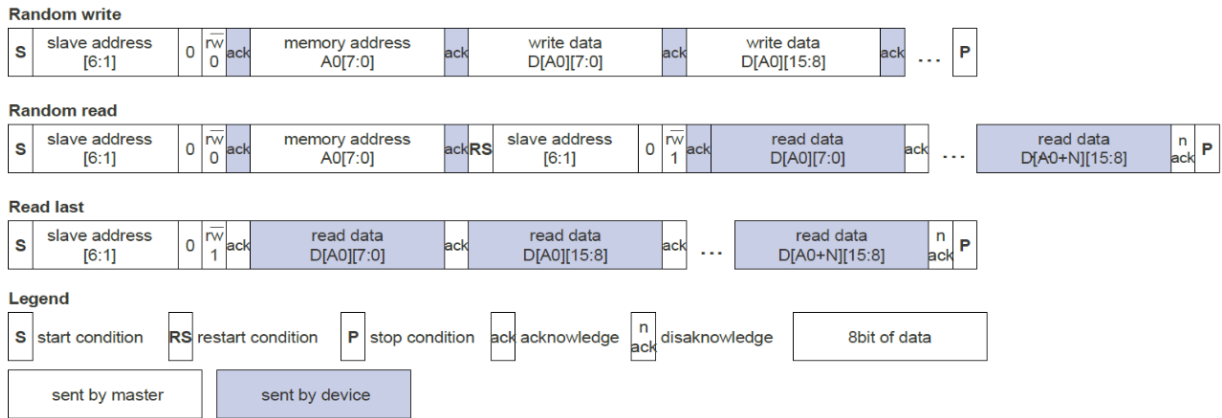 Random write
S slave address [6:1] 0 rw 0 ack memory address A0[7:0] ack write data D[A0][7:0] ack write data D[A0][15:8] ack ... P
Random read
S slave address [6:1] 0 rw 0 ack memory address A0[7:0] ack RS slave address [6:1] 0 rw 1 ack read data D[A0][7:0] ack ... read data D[A0+N][15:8] n ack P
Read last
S slave address [6:1] 0 rw 1 ack read data D[A0][7:0] ack read data D[A0][15:8] ack ... read data D[A0+N][15:8] n ack P
Legend
S start condition RS restart condition P stop condition ack acknowledge n ack disaknowledge 8bit of data
sent by master sent by device